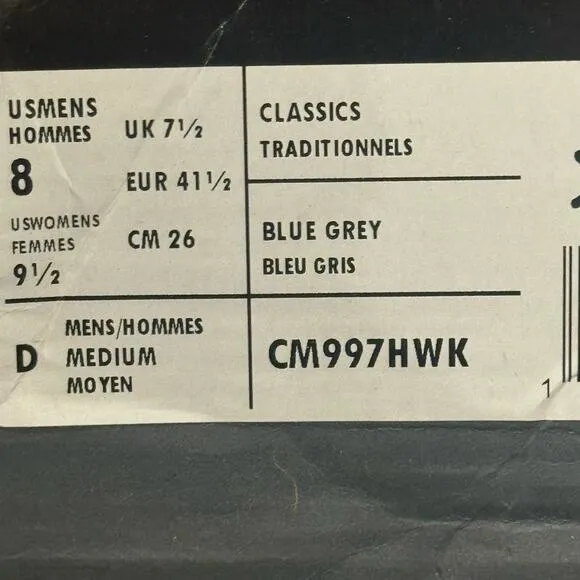 USMENS
HOMMES
8
UK 7½
EUR 41½
USWOMENS
FEMMES
9½
CM 26
D
MENS/HOMMES
MEDIUM
MOYEN
CLASSICS
TRADITIONNELS
BLUE GREY
BLEU GRIS
CM997HWK
1